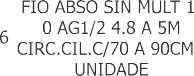 FIO ABSO SIN MULT 1
6 0 AG1/2 4.8 A 5M
CIRC.CIL.C/70 A 90CM
UNIDADE